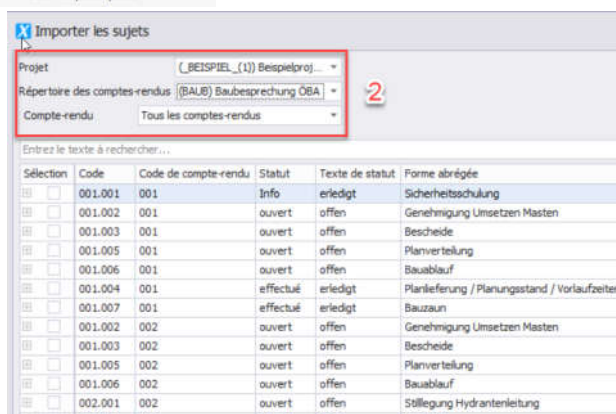 Importer les sujets
Projet (_BEISPIEL_(1)) Beispielproj...
Répertoire des comptes-rendus (BAUB) Baubesprechung ÖBA
2
Compte-rendu Tous les comptes-rendus
Entrez le texte à rechercher...
Sélection Code Code de compte-rendu Statut Texte de statut Forme abrégée
001.001 001 Info erledigt Sicherheitsschulung
001.002 001 ouvert offen Genehmigung Umsetzen Masten
001.003 001 ouvert offen Bescheide
001.005 001 ouvert offen Planverteilung
001.006 001 ouvert offen Bauablauf
001.004 001 effectué erledigt Planlieferung / Planungsstand / Vorlaufzeiten
001.007 001 effectué erledigt Bauzaun
001.002 002 ouvert offen Genehmigung Umsetzen Masten
001.003 002 ouvert offen Bescheide
001.005 002 ouvert offen Planverteilung
001.006 002 ouvert offen Bauablauf
002.001 002 ouvert offen Stilllegung Hydrantenleitung